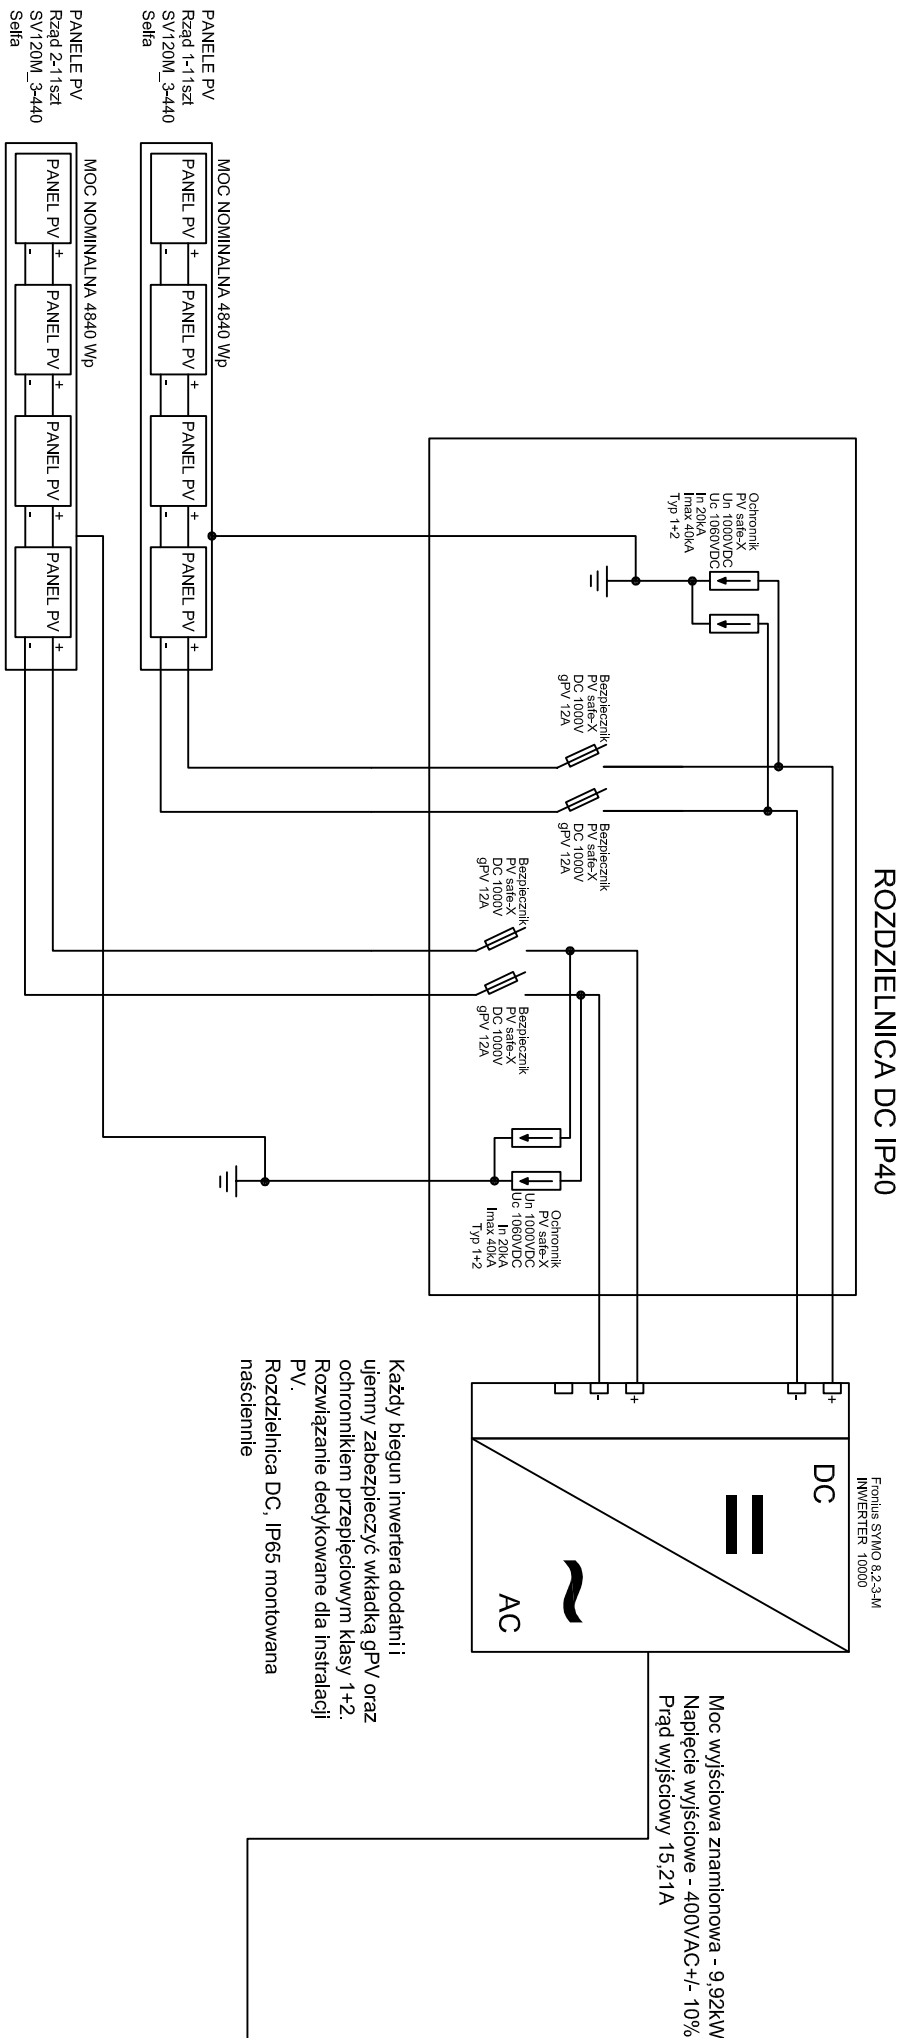 ROZDZIELNICA DC IP40
Fronius SYMO 8.2-3-M
INWERTER 10000
DC
AC
+
-
+
-
Moc wyjściowa znamionowa - 9,92kW
Napięcie wyjściowe - 400VAC+/- 10%
Prąd wyjściowy 15,21A
Ochronnik
PV safe-X
Un 1000VDC
Uc 1060VDC
In 20kA
Imax 40kA
Typ 1+2
Bezpiecznik
PV safe-X
DC 1000V
gPV 12A
Bezpiecznik
PV safe-X
DC 1000V
gPV 12A
Bezpiecznik
PV safe-X
DC 1000V
gPV 12A
Bezpiecznik
PV safe-X
DC 1000V
gPV 12A
Ochronnik
PV safe-X
Un 1000VDC
Uc 1060VDC
In 20kA
Imax 40kA
Typ 1+2
Każdy biegun inwertera dodatni i
ujemny zabezpieczyć wkładką gPV oraz
ochronnikiem przepięciowym klasy 1+2.
Rozwiązanie dedykowane dla instralacji
PV.
Rozdzielnica DC, IP65 montowana
naściennie
PANELE PV
Rząd 1-11szt
SV120M_3-440
Selfa
MOC NOMINALNA 4840 Wp
PANEL PV
+
-
PANEL PV
+
-
PANEL PV
+
-
PANEL PV
+
-
PANELE PV
Rząd 2-11szt
SV120M_3-440
Selfa
MOC NOMINALNA 4840 Wp
PANEL PV
+
-
PANEL PV
+
-
PANEL PV
+
-
PANEL PV
+
-